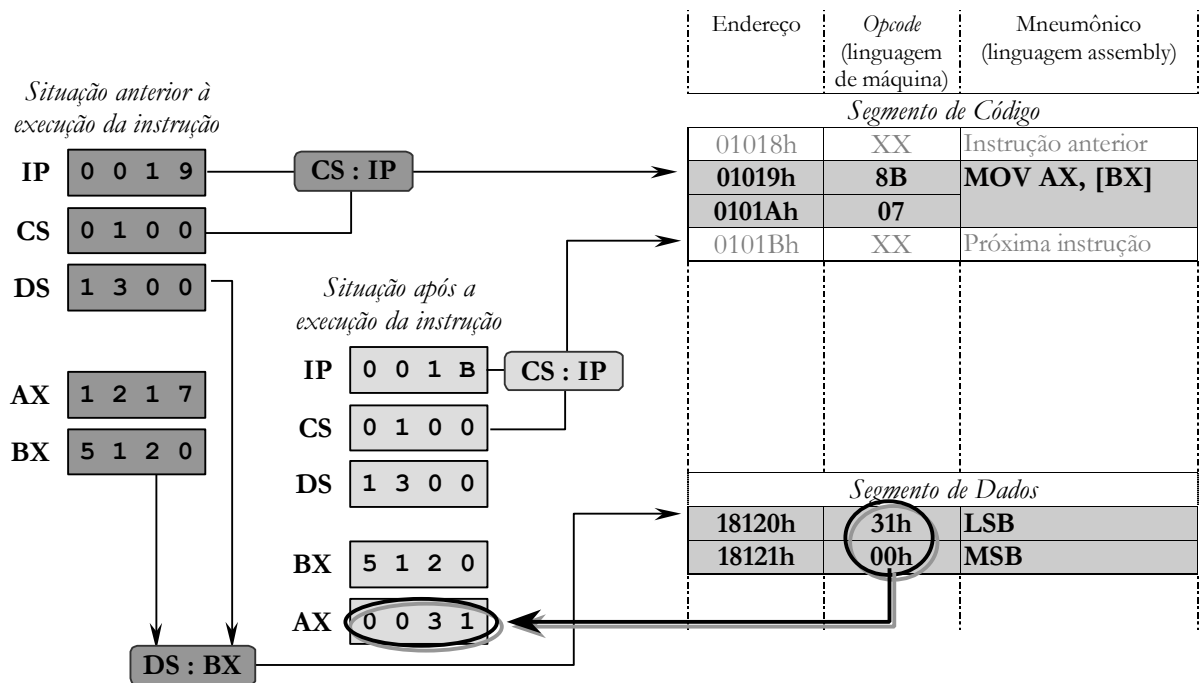 Endereço Opcode Mneumônico
(linguagem (linguagem assembly)
de máquina)
Segmento de Código
01018h XX Instrução anterior
01019h 8B MOV AX, [BX]
0101Ah 07
0101Bh XX Próxima instrução
Situação anterior à
execução da instrução
IP 0 0 1 9 CS : IP
CS 0 1 0 0
DS 1 3 0 0
AX 1 2 1 7
BX 5 1 2 0
Situação após a
execução da instrução
IP 0 0 1 B CS : IP
CS 0 1 0 0
DS 1 3 0 0
BX 5 1 2 0
AX 0 0 3 1
DS : BX
Segmento de Dados
18120h 31h LSB
18121h 00h MSB